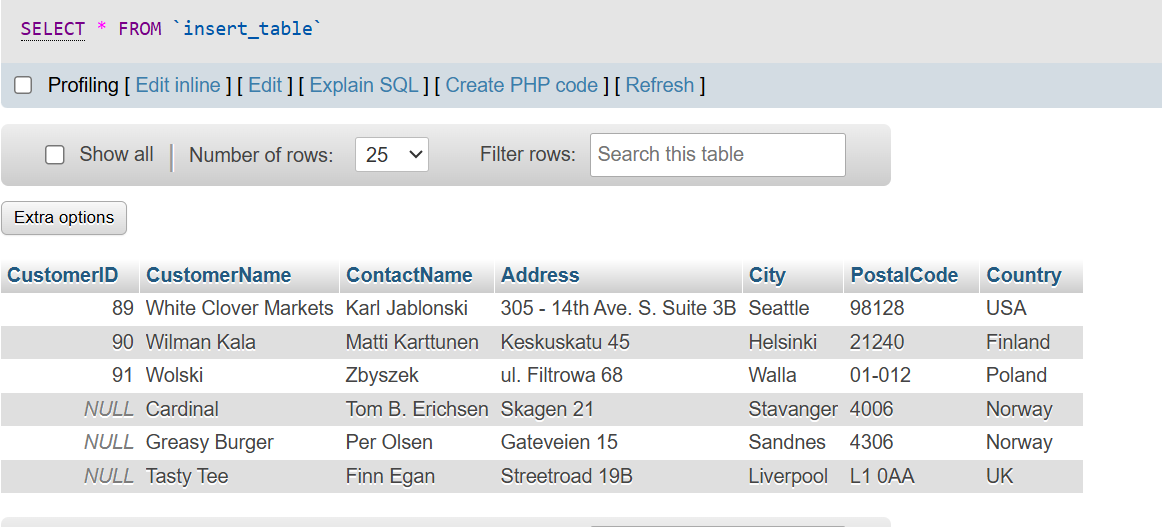 SELECT * FROM `insert_table`
Profiling [ Edit inline ] [ Edit ] [ Explain SQL ] [ Create PHP code ] [ Refresh ]
Show all | Number of rows: 25 Filter rows: Search this table
Extra options
CustomerID CustomerName ContactName Address City PostalCode Country
89 White Clover Markets Karl Jablonski 305 - 14th Ave. S. Suite 3B Seattle 98128 USA
90 Wilman Kala Matti Karttunen Keskuskatu 45 Helsinki 21240 Finland
91 Wolski Zbyszek ul. Filtrowa 68 Walla 01-012 Poland
NULL Cardinal Tom B. Erichsen Skagen 21 Stavanger 4006 Norway
NULL Greasy Burger Per Olsen Gateveien 15 Sandnes 4306 Norway
NULL Tasty Tee Finn Egan Streetroad 19B Liverpool L1 0AA UK